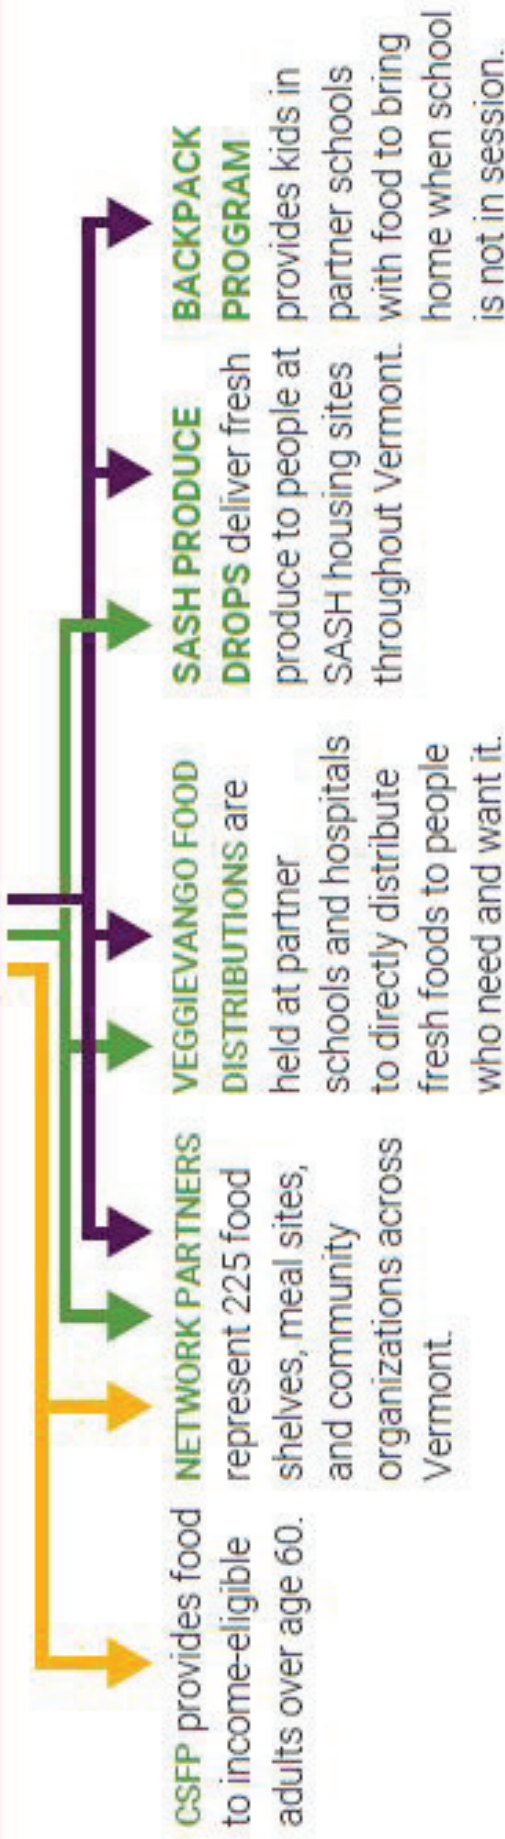 CSFP provides food
to income-eligible
adults over age 60.
NETWORK PARTNERS
represent 225 food
shelves, meal sites,
and community
organizations across
Vermont.
VEGGIEVANGO FOOD
DISTRIBUTIONS are
held at partner
schools and hospitals
to directly distribute
fresh foods to people
who need and want it.
SASH PRODUCE
DROPS deliver fresh
produce to people at
SASH housing sites
throughout Vermont.
BACKPACK
PROGRAM
provides kids in
partner schools
with food to bring
home when school
is not in session.